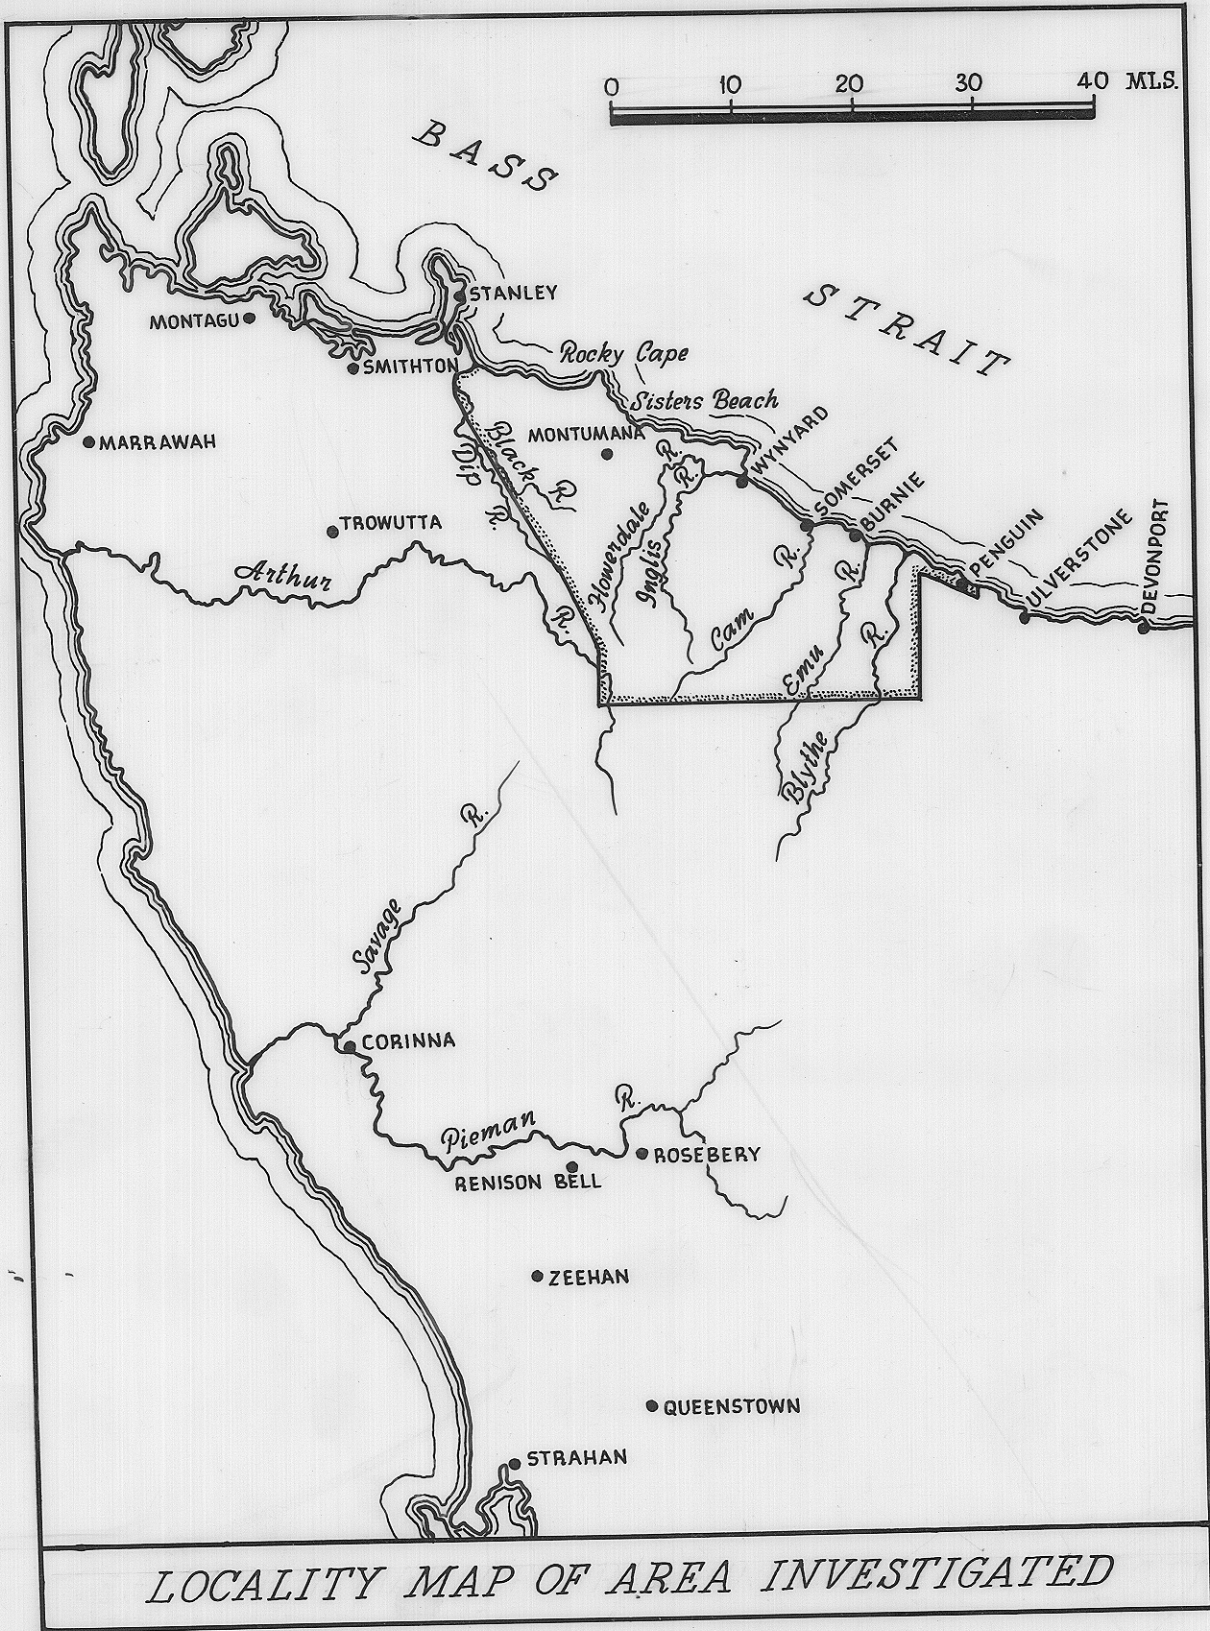 0 10 20 30 40 MLS.
BASS
STRAIT
STANLEY
MONTAGU
Rocky Cape
SMITHTON
Sisters Beach
MARRAWAH
MONTUMANA
WYNYARD
Black R.
Dip R.
SOMERSET
BURNIE
TROWUTTA
Flowerdale R.
Inglis R.
PENGUIN
ULVERSTONE
DEVONPORT
Arthur R.
Cam R.
Emu R.
Blythe R.
Savage R.
CORINNA
Pieman R.
ROSEBERY
RENISON BELL
ZEEHAN
QUEENSTOWN
STRAHAN
LOCALITY MAP OF AREA INVESTIGATED